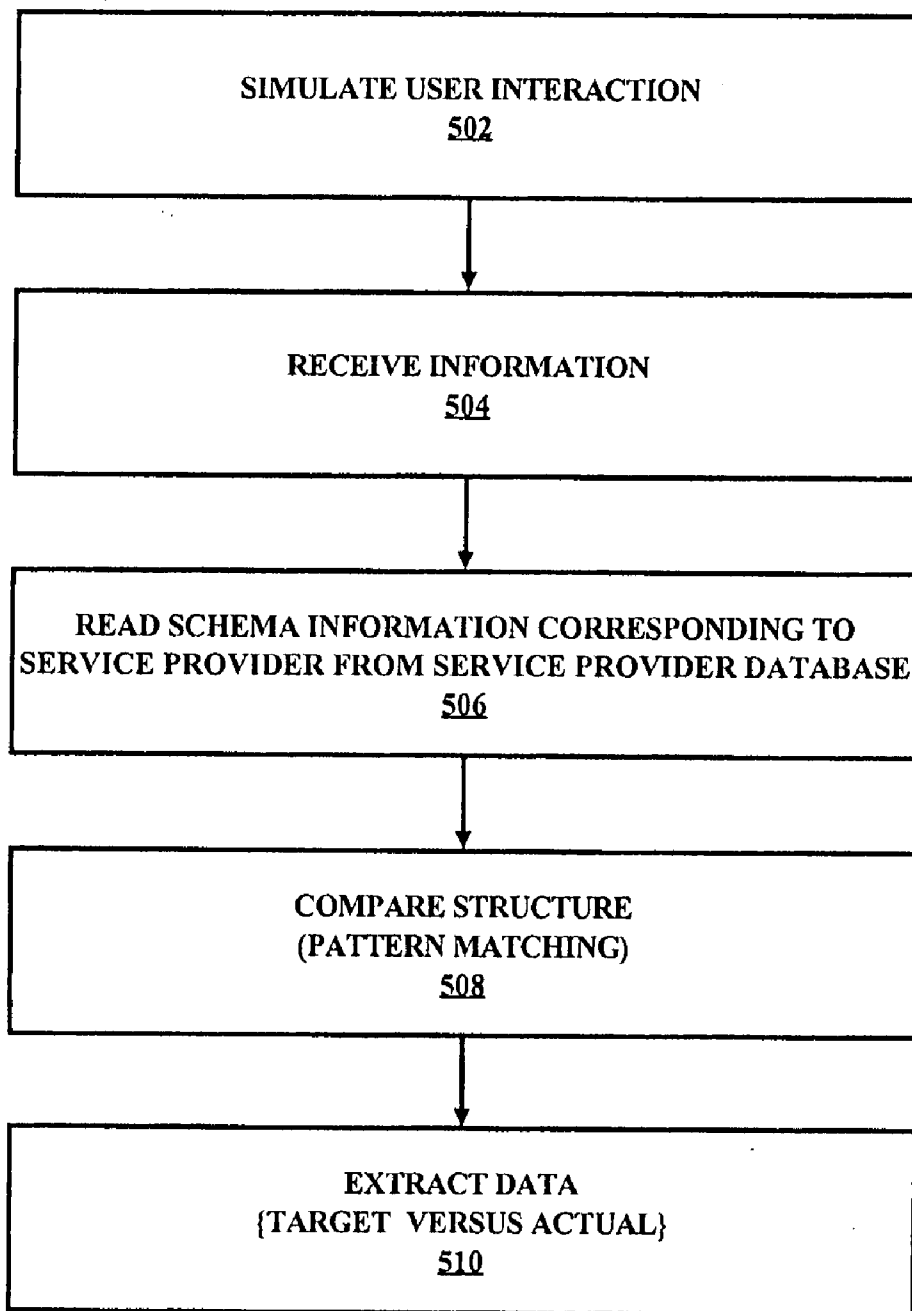 SIMULATE USER INTERACTION
502
RECEIVE INFORMATION
504
READ SCHEMA INFORMATION CORRESPONDING TO
SERVICE PROVIDER FROM SERVICE PROVIDER DATABASE
506
COMPARE STRUCTURE
(PATTERN MATCHING)
508
EXTRACT DATA
{TARGET VERSUS ACTUAL}
510